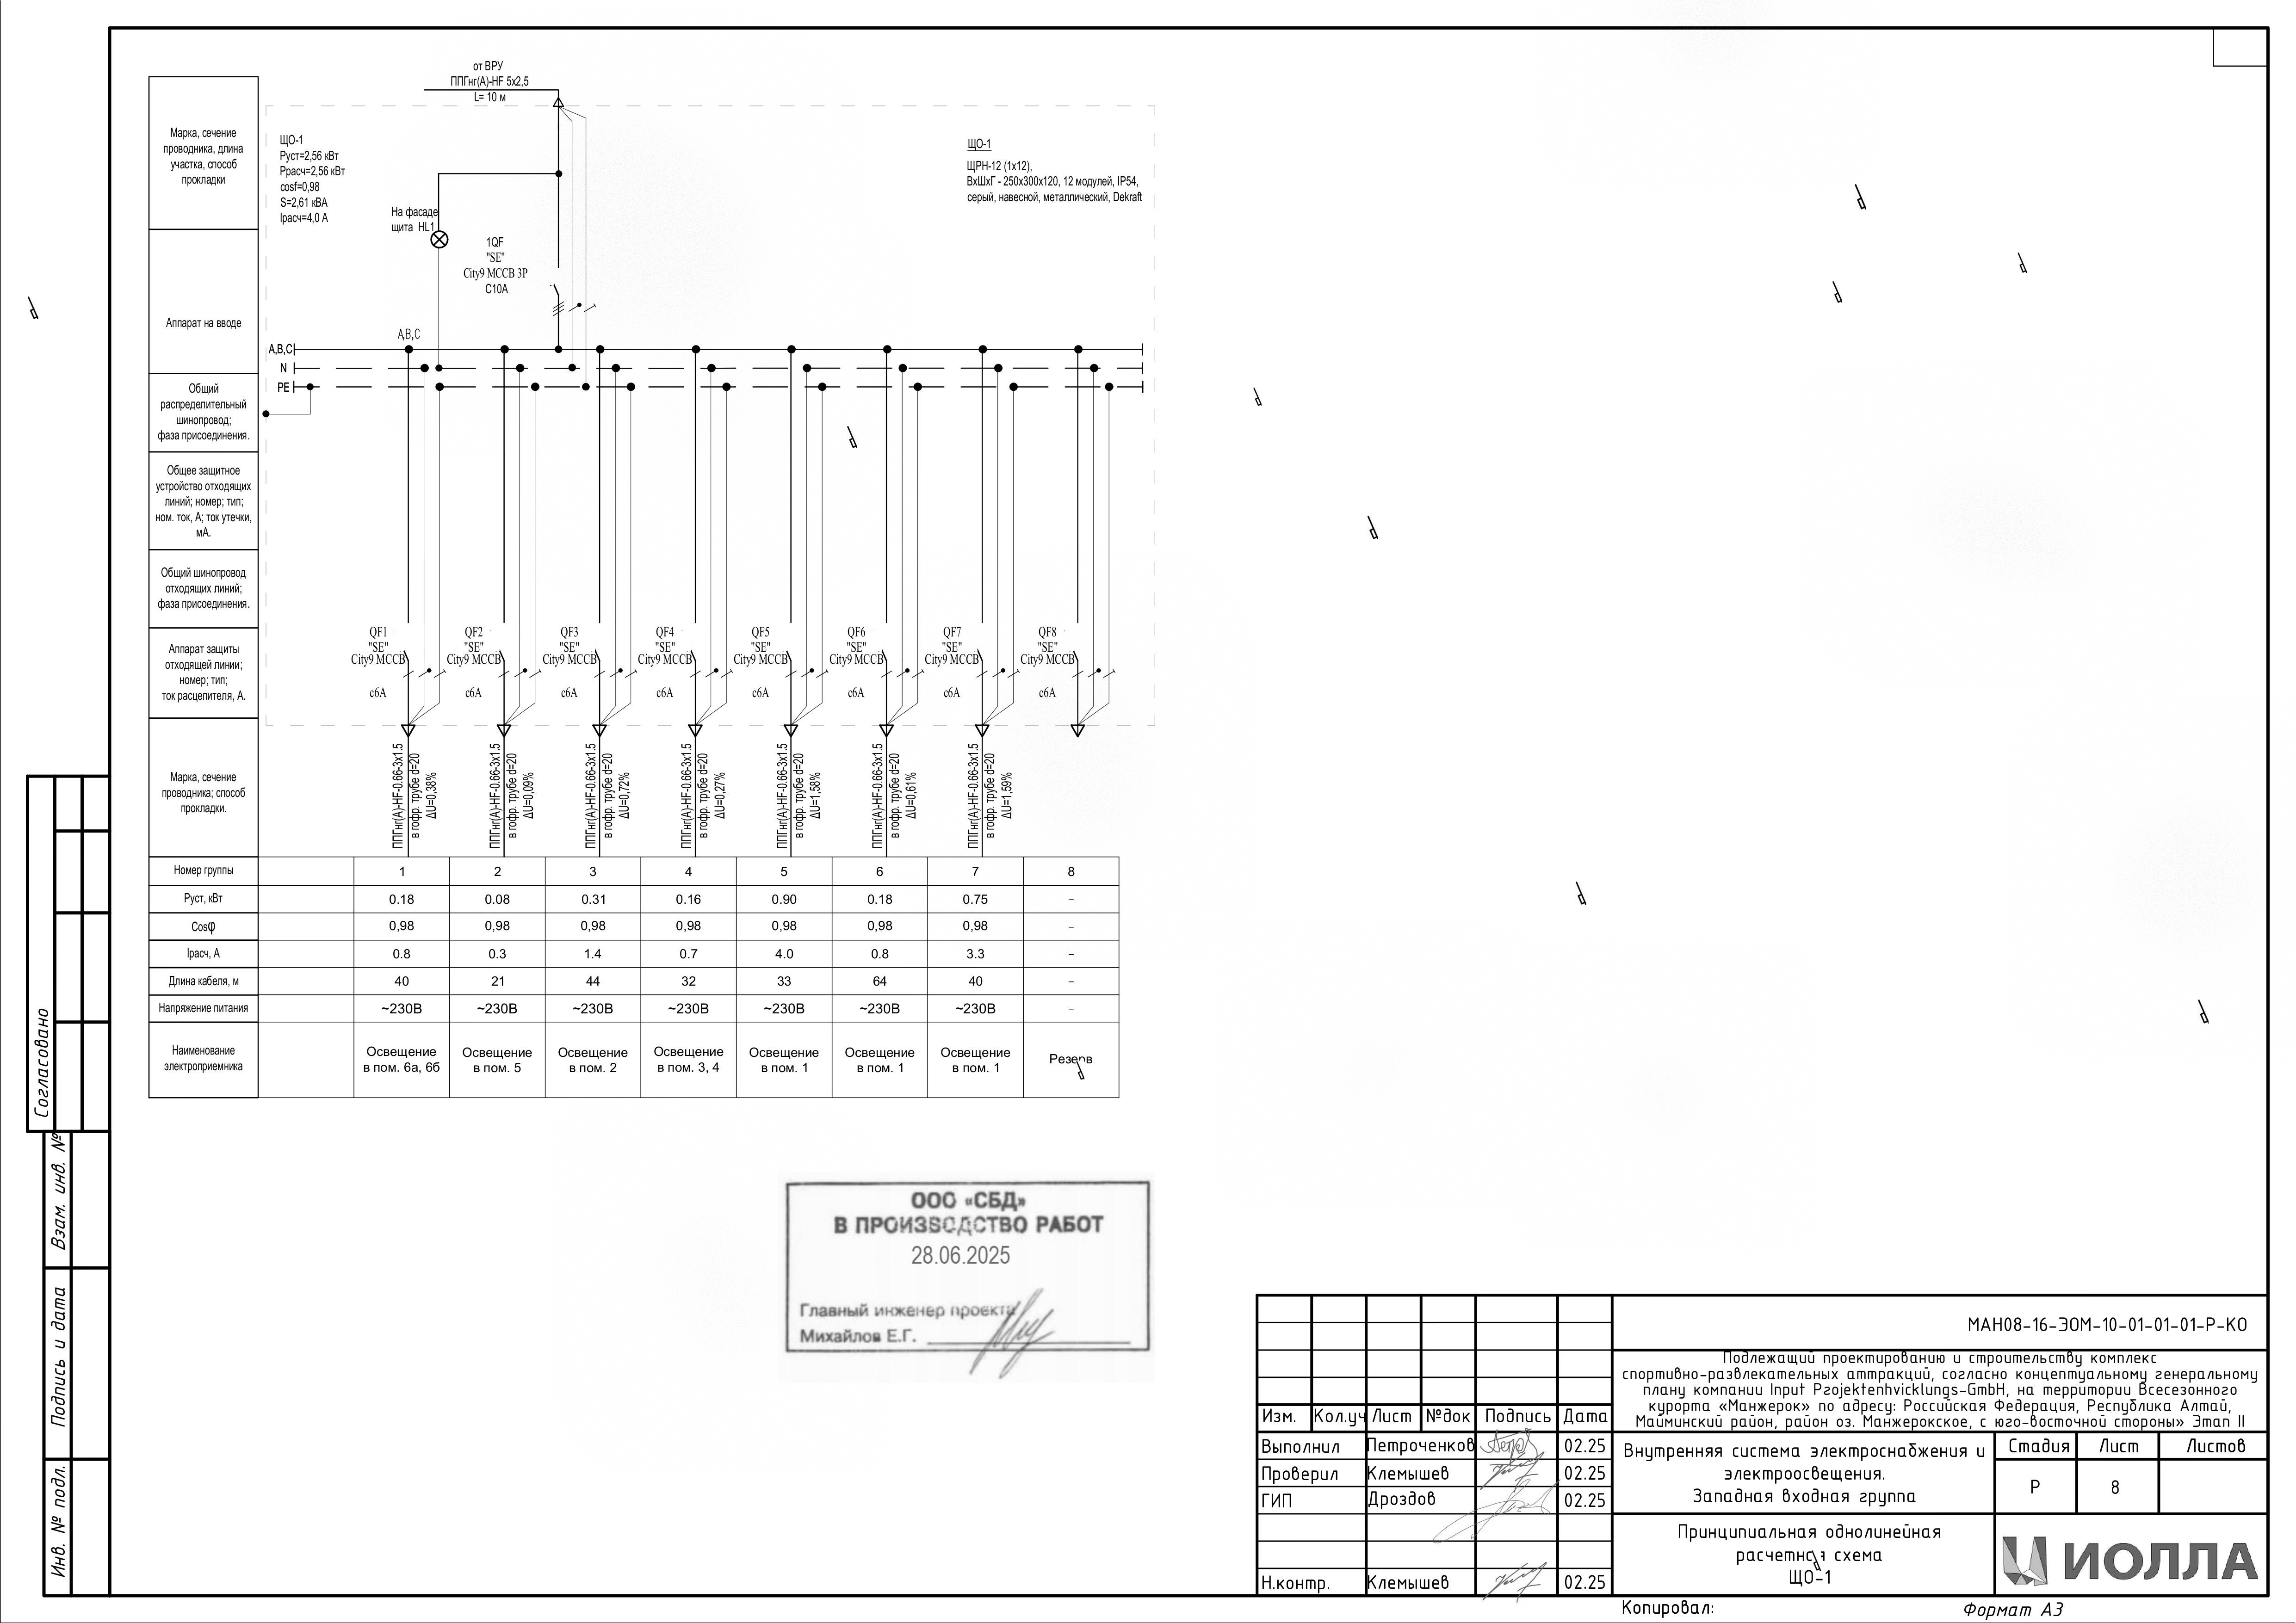 от ВРУ
ППГнг(А)-HF 5x2,5
L= 10 м
Марка, сечение
проводника, длина
участка, способ
прокладки
ЩО-1
Руст=2,56 кВт
Ррасч=2,56 кВт
cosf=0,98
S=2,61 кВА
Iрасч=4,0 А
ЩО-1
ЩРН-12 (1х12),
ВхШхГ - 250х300х120, 12 модулей, IP54,
серый, навесной, металлический, Dekraft
На фасаде
щита HL1
1QF
"SE"
City9 MCCB 3P
C10A
Аппарат на вводе
A,B,C
A,B,C
N
PE
Общий
распределительный
шинопровод;
фаза присоединения.
Общее защитное
устройство отходящих
линий; номер; тип;
ном. ток, А; ток утечки,
мА.
Общий шинопровод
отходящих линий;
фаза присоединения.
Аппарат защиты
отходящей линии;
номер; тип;
ток расцепителя, А.
QF1 QF2 QF3 QF4 QF5 QF6 QF7 QF8
"SE" "SE" "SE" "SE" "SE" "SE" "SE" "SE"
City9 MCCB City9 MCCB City9 MCCB City9 MCCB City9 MCCB City9 MCCB City9 MCCB City9 MCCB
c6A c6A c6A c6A c6A c6A c6A c6A
Марка, сечение
проводника; способ
прокладки.
ППГнг(А)-HF-0.66-3x1.5
в гофр. трубе d=20
ΔU=0,38%
ППГнг(А)-HF-0.66-3x1.5
в гофр. трубе d=20
ΔU=0,09%
ППГнг(А)-HF-0.66-3x1.5
в гофр. трубе d=20
ΔU=0,72%
ППГнг(А)-HF-0.66-3x1.5
в гофр. трубе d=20
ΔU=0,27%
ППГнг(А)-HF-0.66-3x1.5
в гофр. трубе d=20
ΔU=1,58%
ППГнг(А)-HF-0.66-3x1.5
в гофр. трубе d=20
ΔU=0,61%
ППГнг(А)-HF-0.66-3x1.5
в гофр. трубе d=20
ΔU=1,59%
Номер группы 1 2 3 4 5 6 7 8
Руст, кВт 0.18 0.08 0.31 0.16 0.90 0.18 0.75 –
Cosφ 0,98 0,98 0,98 0,98 0,98 0,98 0,98 –
Iрасч, А 0.8 0.3 1.4 0.7 4.0 0.8 3.3 –
Длина кабеля, м 40 21 44 32 33 64 40 –
Напряжение питания ~230В ~230В ~230В ~230В ~230В ~230В ~230В –
Наименование
электроприемника
Освещение
в пом. 6а, 6б
Освещение
в пом. 5
Освещение
в пом. 2
Освещение
в пом. 3, 4
Освещение
в пом. 1
Освещение
в пом. 1
Освещение
в пом. 1
Резерв
Согласовано
Взам. инв. №
Подпись и дата
Инв. № подл.
ООО «СБД»
В ПРОИЗВОДСТВО РАБОТ
28.06.2025
Главный инженер проекта
Михайлов Е.Г.
МАН08-16-ЭОМ-10-01-01-01-Р-КО
Подлежащий проектированию и строительству комплекс
спортивно-развлекательных аттракций, согласно концептуальному генеральному
плану компании Input Projektenhvicklungs-GmbH, на территории Всесезонного
курорта «Манжерок» по адресу: Российская Федерация, Республика Алтай,
Майминский район, район оз. Манжерокское, с юго-восточной стороны» Этап II
Изм. Кол.уч Лист №док Подпись Дата
Выполнил Петроченков 02.25
Проверил Клемышев 02.25
ГИП Дроздов 02.25
Н.контр. Клемышев 02.25
Внутренняя система электроснабжения и
электроосвещения.
Западная входная группа
Стадия Лист Листов
Р 8
Принципиальная однолинейная
расчетная схема
ЩО-1
ИОЛЛА
Копировал:
Формат А3